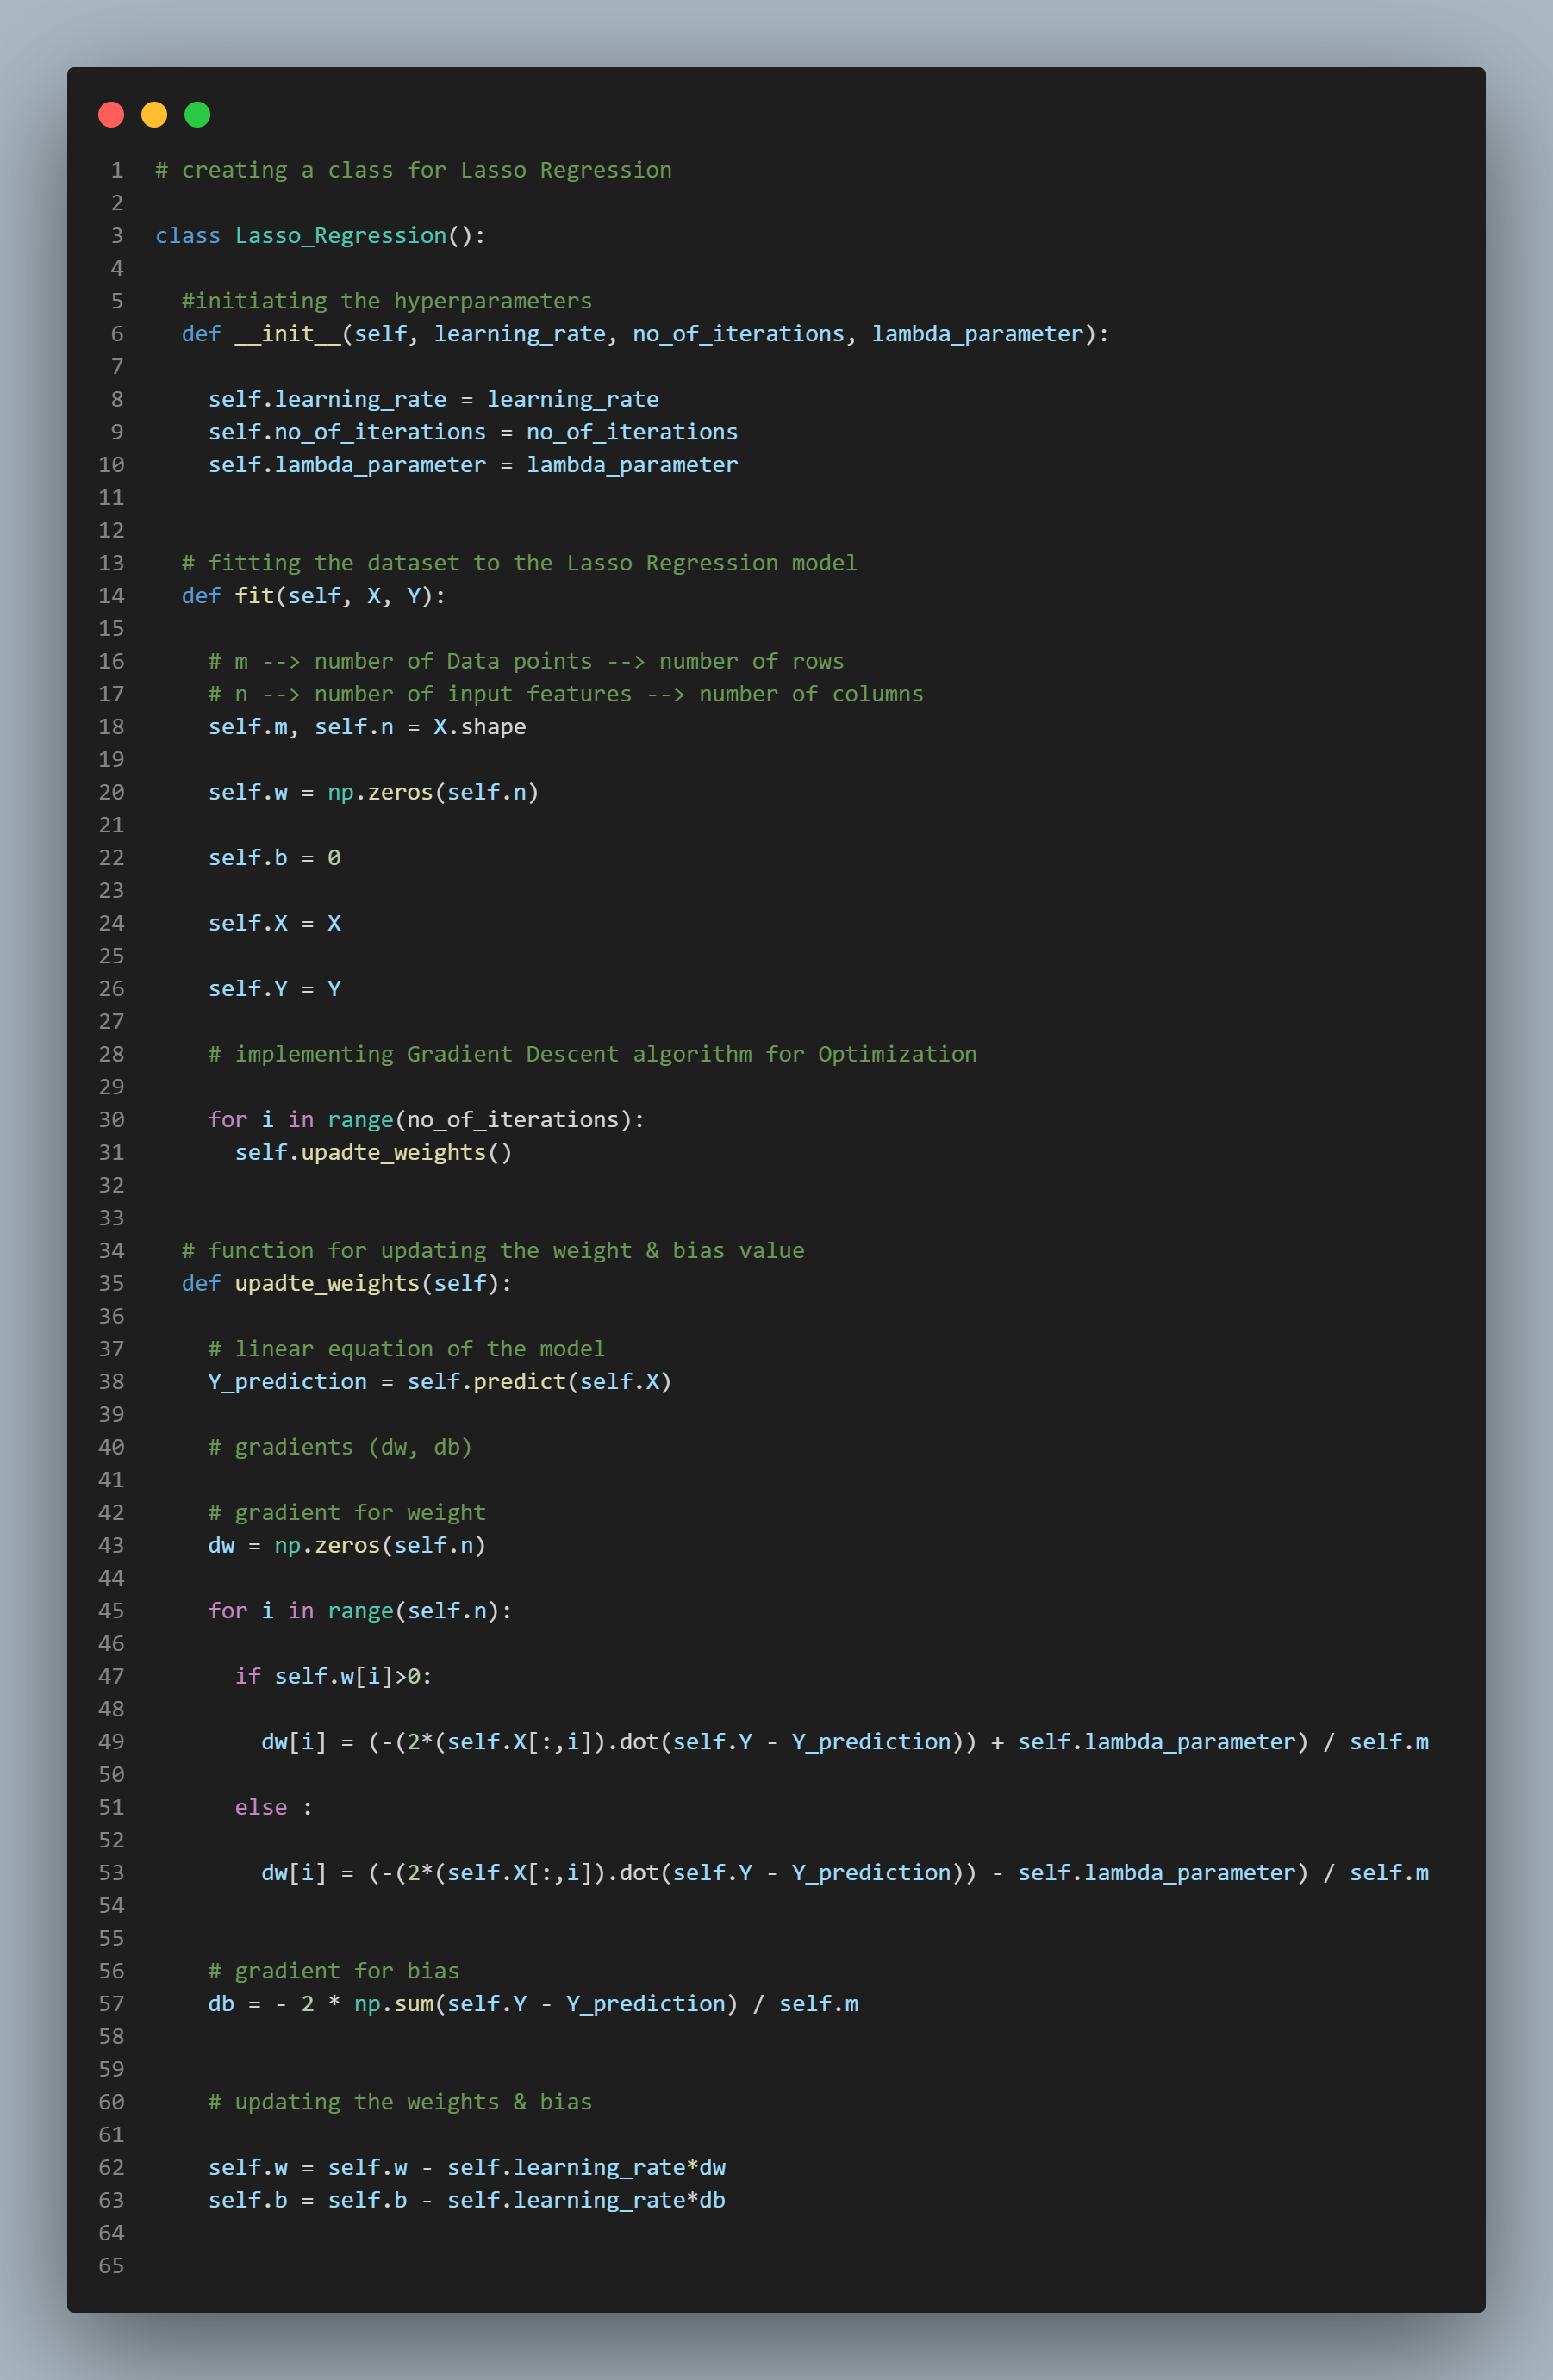 1 # creating a class for Lasso Regression
2
3 class Lasso_Regression():
4
5 #initiating the hyperparameters
6 def __init__(self, learning_rate, no_of_iterations, lambda_parameter):
7
8 self.learning_rate = learning_rate
9 self.no_of_iterations = no_of_iterations
10 self.lambda_parameter = lambda_parameter
11
12
13 # fitting the dataset to the Lasso Regression model
14 def fit(self, X, Y):
15
16 # m --> number of Data points --> number of rows
17 # n --> number of input features --> number of columns
18 self.m, self.n = X.shape
19
20 self.w = np.zeros(self.n)
21
22 self.b = 0
23
24 self.X = X
25
26 self.Y = Y
27
28 # implementing Gradient Descent algorithm for Optimization
29
30 for i in range(no_of_iterations):
31 self.upadte_weights()
32
33
34 # function for updating the weight & bias value
35 def upadte_weights(self):
36
37 # linear equation of the model
38 Y_prediction = self.predict(self.X)
39
40 # gradients (dw, db)
41
42 # gradient for weight
43 dw = np.zeros(self.n)
44
45 for i in range(self.n):
46
47 if self.w[i]>0:
48
49 dw[i] = (-(2*(self.X[:,i]).dot(self.Y - Y_prediction)) + self.lambda_parameter) / self.m
50
51 else :
52
53 dw[i] = (-(2*(self.X[:,i]).dot(self.Y - Y_prediction)) - self.lambda_parameter) / self.m
54
55
56 # gradient for bias
57 db = - 2 * np.sum(self.Y - Y_prediction) / self.m
58
59
60 # updating the weights & bias
61
62 self.w = self.w - self.learning_rate*dw
63 self.b = self.b - self.learning_rate*db
64
65